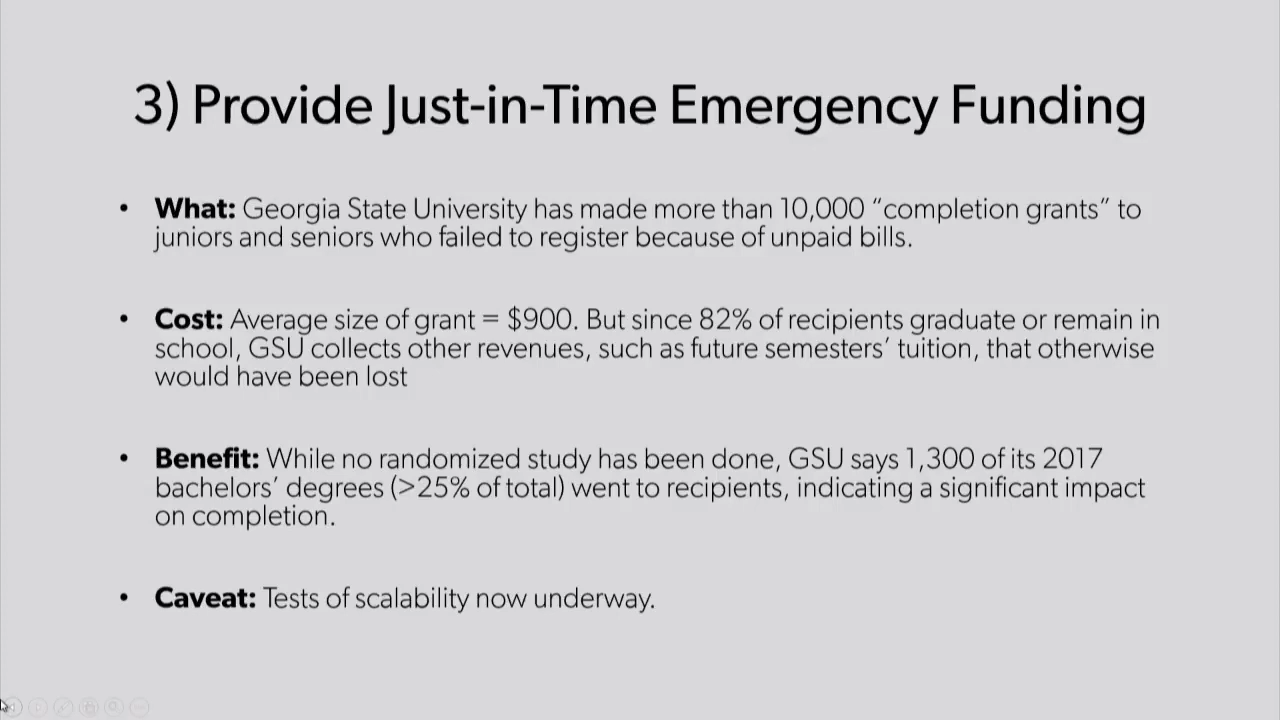 3) Provide Just-in-Time Emergency Funding
• What: Georgia State University has made more than 10,000 “completion grants” to
juniors and seniors who failed to register because of unpaid bills.
• Cost: Average size of grant = $900. But since 82% of recipients graduate or remain in
school, GSU collects other revenues, such as future semesters’ tuition, that otherwise
would have been lost
• Benefit: While no randomized study has been done, GSU says 1,300 of its 2017
bachelors’ degrees (>25% of total) went to recipients, indicating a significant impact
on completion.
• Caveat: Tests of scalability now underway.